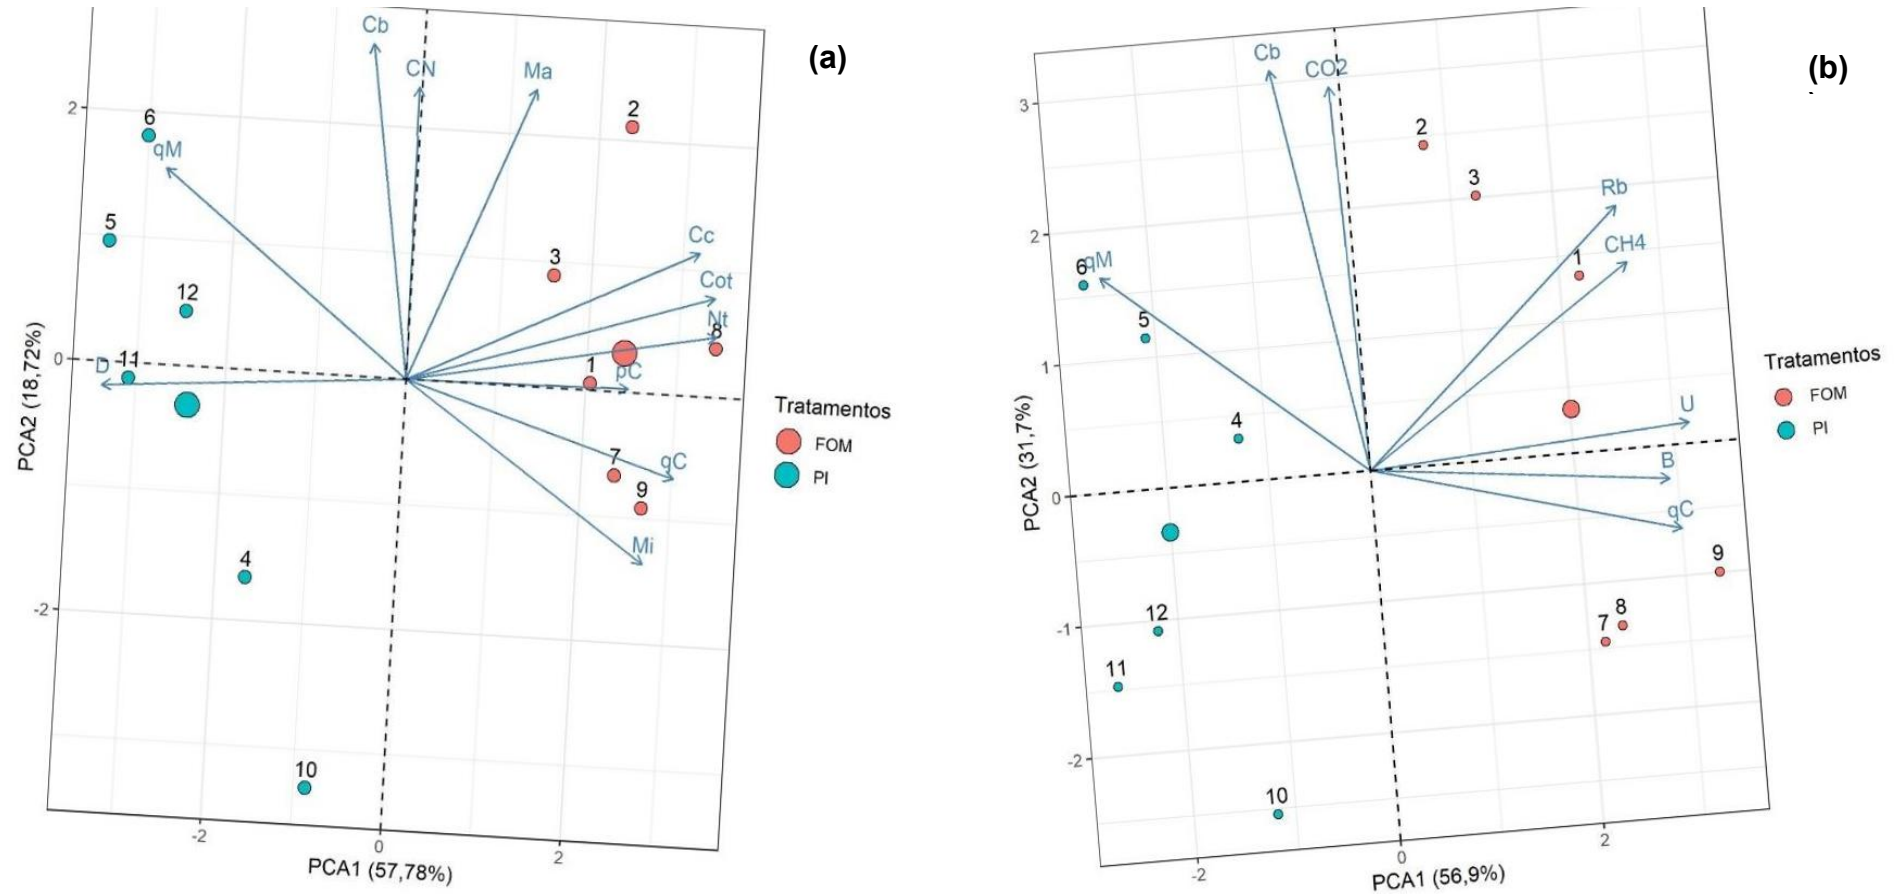 (a)
Cb
CN
Ma
2
6
qM
5
12
3
Cc
Cot
Nt
8
D
11
1
pC
7
qC
9
Mi
4
10
2
0
-2
PCA2 (18,72%)
-2
0
2
PCA1 (57,78%)
Tratamentos
FOM
PI
(b)
Cb
CO2
2
3
Rb
CH4
1
6
qM
5
4
U
B
qC
9
8
7
12
11
10
3
2
1
0
-1
-2
PCA2 (31,7%)
-2
0
2
PCA1 (56,9%)
Tratamentos
FOM
PI